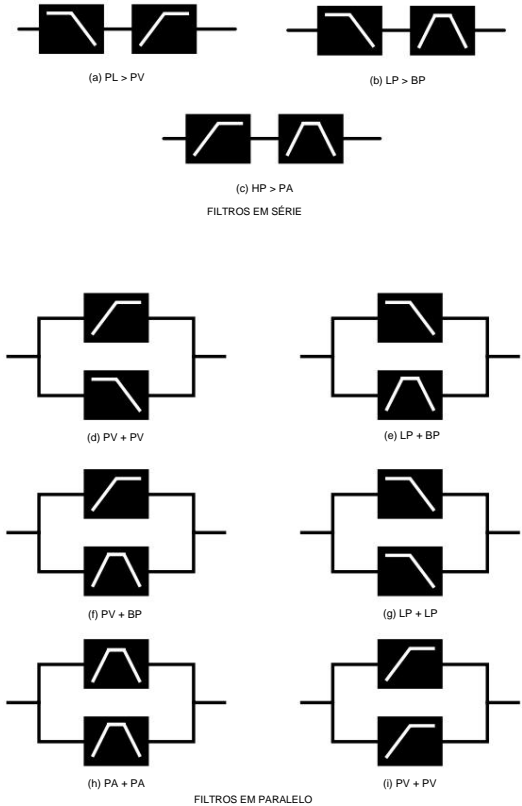 (a) PL > PV
(b) LP > BP
(c) HP > PA
FILTROS EM SÉRIE
(d) PV + PV
(e) LP + BP
(f) PV + BP
(g) LP + LP
(h) PA + PA
(i) PV + PV
FILTROS EM PARALELO